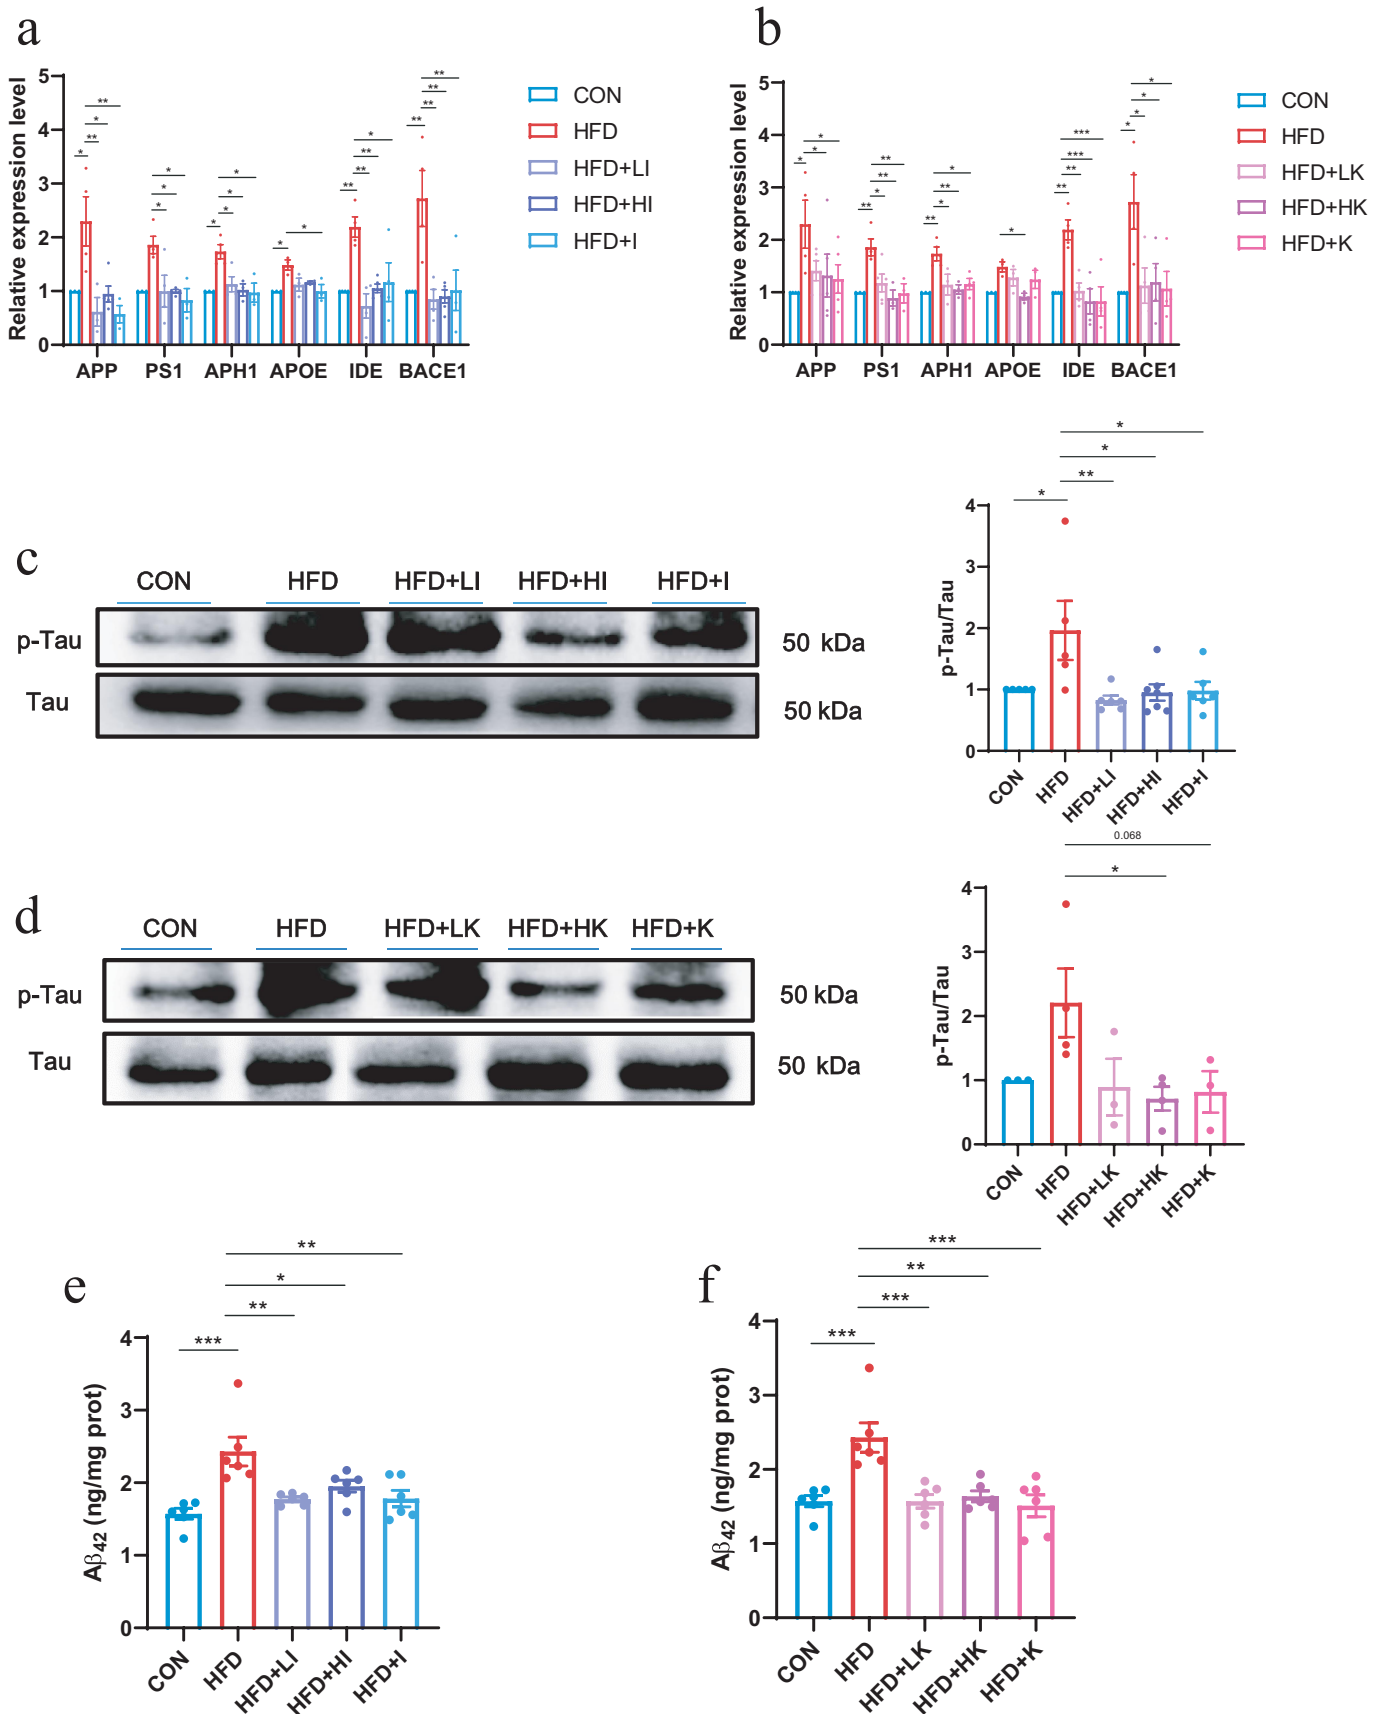 a
Relative expression level
5
4
3
2
1
0
APP PS1 APH1 APOE IDE BACE1
* ** * **
* * *
* * * *
* *
** ** ** *
** ** ** **
CON
HFD
HFD+LI
HFD+HI
HFD+I
b
Relative expression level
5
4
3
2
1
0
APP PS1 APH1 APOE IDE BACE1
* * *
** * ** **
** * ** *
*
** ** *** ***
* * * *
CON
HFD
HFD+LK
HFD+HK
HFD+K
c
CON HFD HFD+LI HFD+HI HFD+I
p-Tau 50 kDa
Tau 50 kDa
p-Tau/Tau
4
3
2
1
0
* ** * *
CON HFD HFD+LI HFD+HI HFD+I
d
CON HFD HFD+LK HFD+HK HFD+K
p-Tau 50 kDa
Tau 50 kDa
p-Tau/Tau
4
3
2
1
0
0.068
*
CON HFD HFD+LK HFD+HK HFD+K
e
Aβ42 (ng/mg prot)
4
3
2
1
0
**
*
**
***
CON HFD HFD+LI HFD+HI HFD+I
f
Aβ42 (ng/mg prot)
4
3
2
1
0
***
**
***
***
CON HFD HFD+LK HFD+HK HFD+K